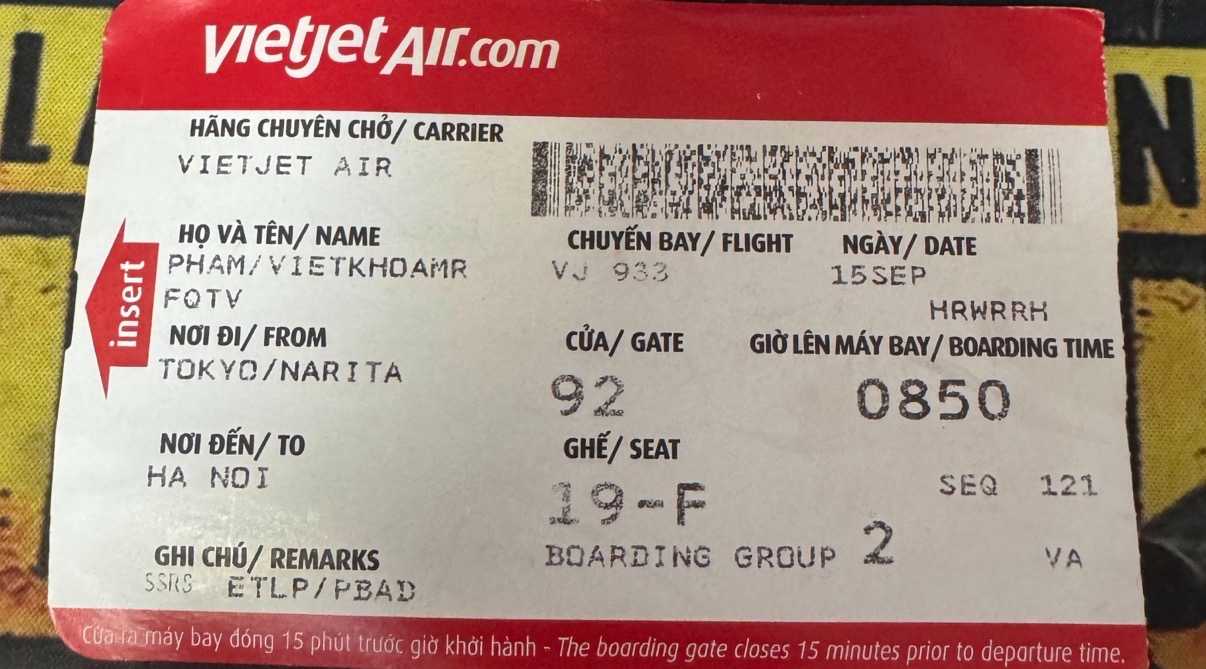 vietjetAir.com
HÃNG CHUYÊN CHỞ/ CARRIER
VIETJET AIR
HỌ VÀ TÊN/ NAME
PHAM/VIETKHOAMR
FQTV
CHUYẾN BAY/ FLIGHT
VJ 933
NGÀY/ DATE
15SEP
HRWRRH
insert
NƠI ĐI/ FROM
TOKYO/NARITA
CỬA/ GATE
92
GIỜ LÊN MÁY BAY/ BOARDING TIME
0850
NƠI ĐẾN/ TO
HA NOI
GHẾ/ SEAT
19-F
SEQ 121
BOARDING GROUP 2
VA
GHI CHÚ/ REMARKS
SSRS ETLP/PBAD
Cửa ra máy bay đóng 15 phút trước giờ khởi hành - The boarding gate closes 15 minutes prior to departure time.